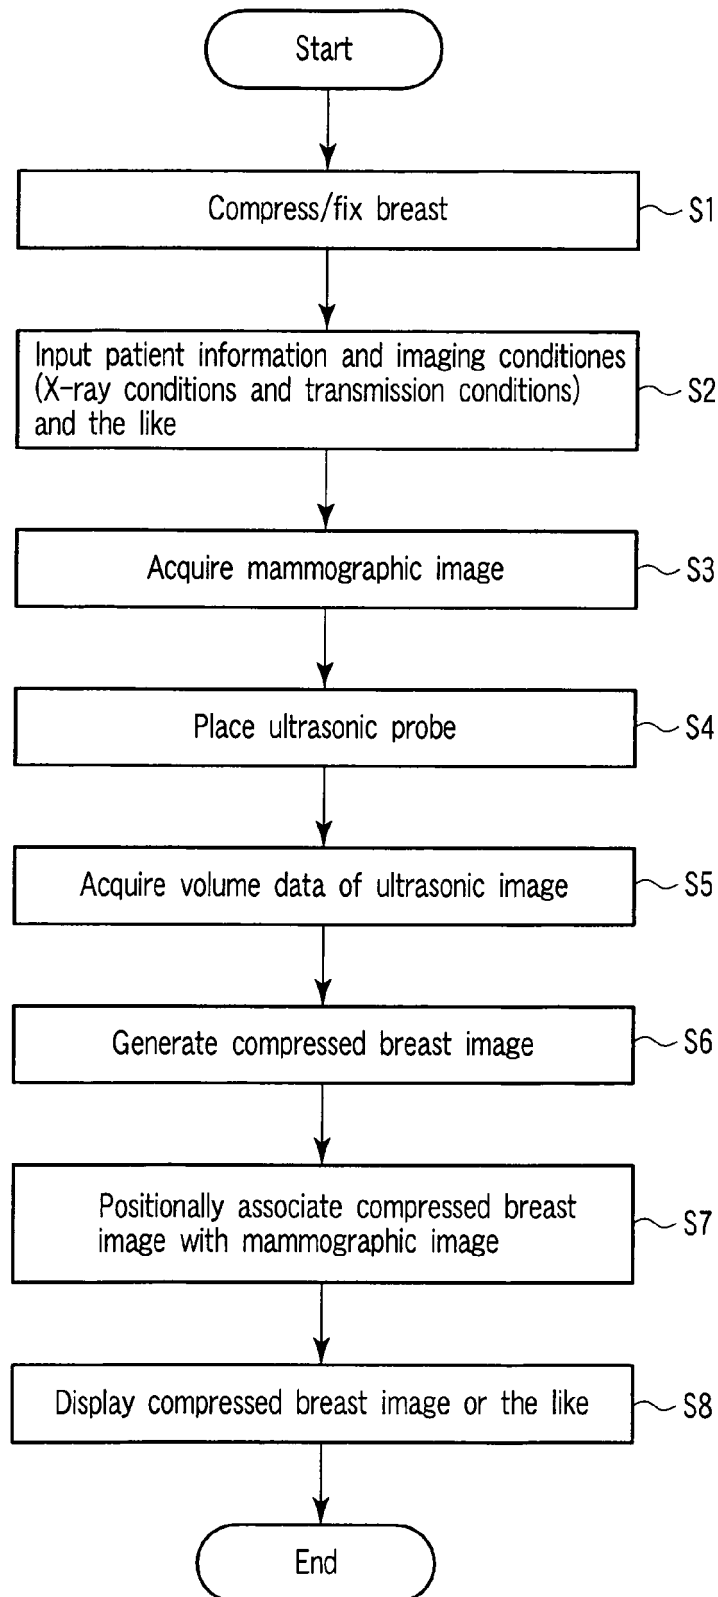 Start
Compress/fix breast
S1
Input patient information and imaging conditiones
(X-ray conditions and transmission conditions)
and the like
S2
Acquire mammographic image
S3
Place ultrasonic probe
S4
Acquire volume data of ultrasonic image
S5
Generate compressed breast image
S6
Positionally associate compressed breast
image with mammographic image
S7
Display compressed breast image or the like
S8
End